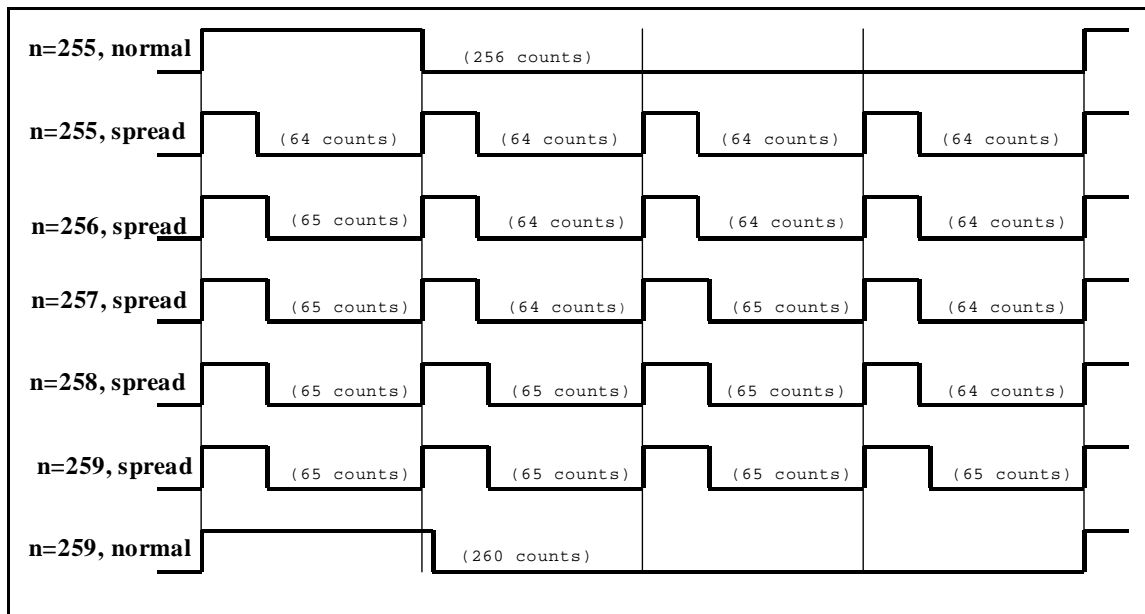 n=255, normal
(256 counts)
n=255, spread
(64 counts) (64 counts) (64 counts) (64 counts)
n=256, spread
(65 counts) (64 counts) (64 counts) (64 counts)
n=257, spread
(65 counts) (64 counts) (65 counts) (64 counts)
n=258, spread
(65 counts) (65 counts) (65 counts) (64 counts)
n=259, spread
(65 counts) (65 counts) (65 counts) (65 counts)
n=259, normal
(260 counts)